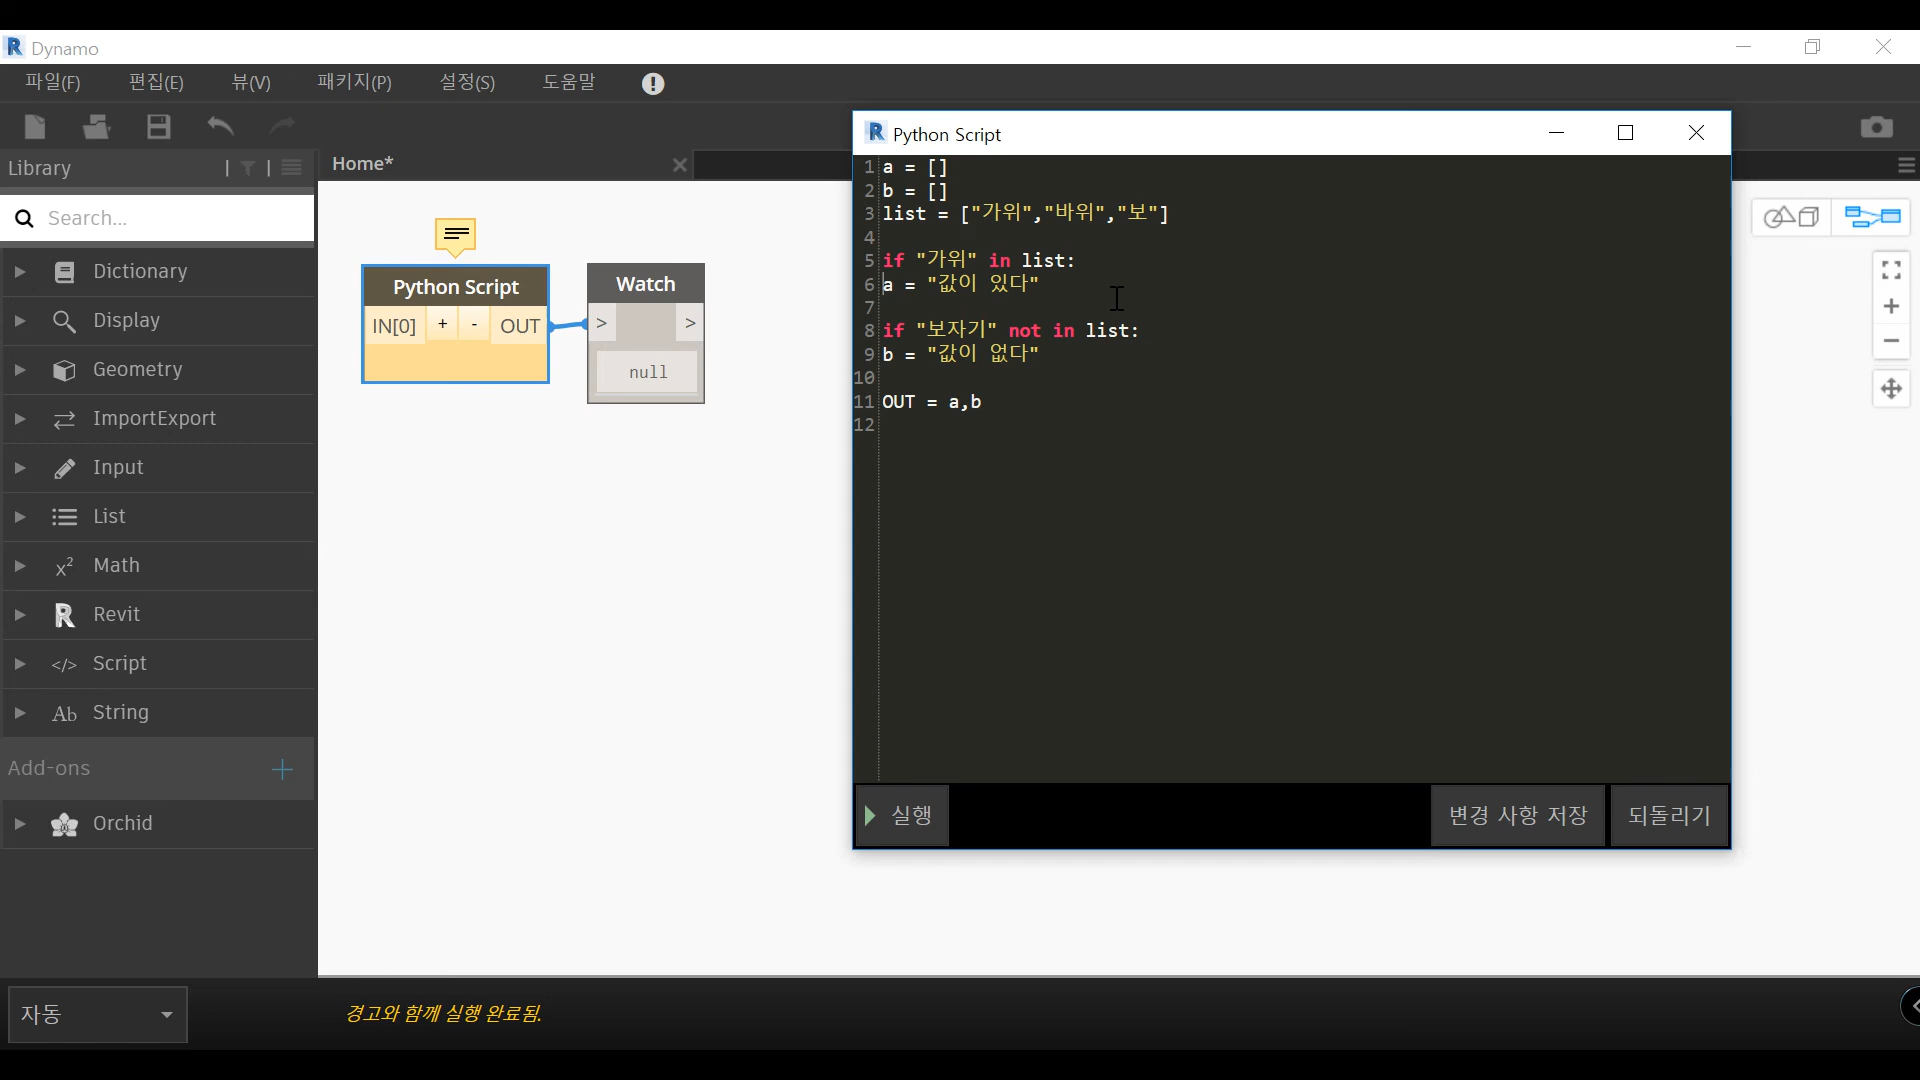 Dynamo
파일(F) 편집(E) 뷰(V) 패키지(P) 설정(S) 도움말
Library
Home*
Search...
Dictionary
Display
Geometry
ImportExport
Input
List
Math
Revit
Script
String
Add-ons
Orchid
Python Script
IN[0] + - OUT
Watch
> >
null
Python Script
1 a = []
2 b = []
3 list = ["가위","바위","보"]
4
5 if "가위" in list:
6 a = "값이 있다"
7
8 if "보자기" not in list:
9 b = "값이 없다"
10
11 OUT = a,b
12
실행 변경 사항 저장 되돌리기
자동
경고와 함께 실행 완료됨.